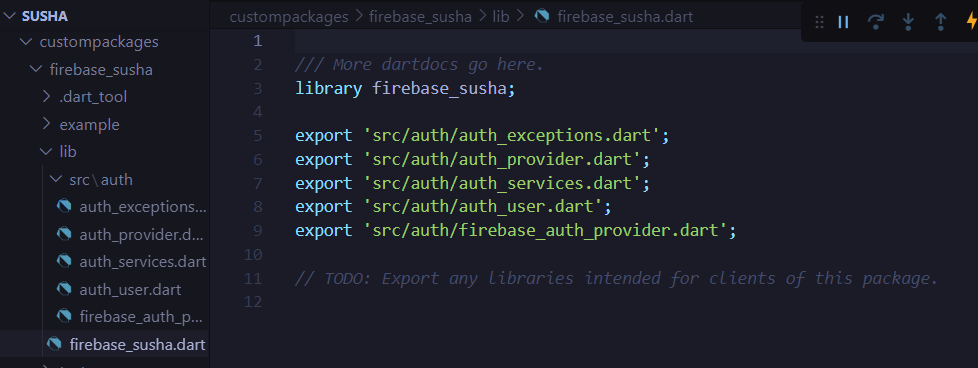 SUSHA
custompackages
firebase_susha
.dart_tool
example
lib
src\auth
auth_exceptions...
auth_provider.d...
auth_services.dart
auth_user.dart
firebase_auth_p...
firebase_susha.dart
custompackages > firebase_susha > lib > firebase_susha.dart
1
2 /// More dartdocs go here.
3 library firebase_susha;
4
5 export 'src/auth/auth_exceptions.dart';
6 export 'src/auth/auth_provider.dart';
7 export 'src/auth/auth_services.dart';
8 export 'src/auth/auth_user.dart';
9 export 'src/auth/firebase_auth_provider.dart';
10
11 // TODO: Export any libraries intended for clients of this package.
12